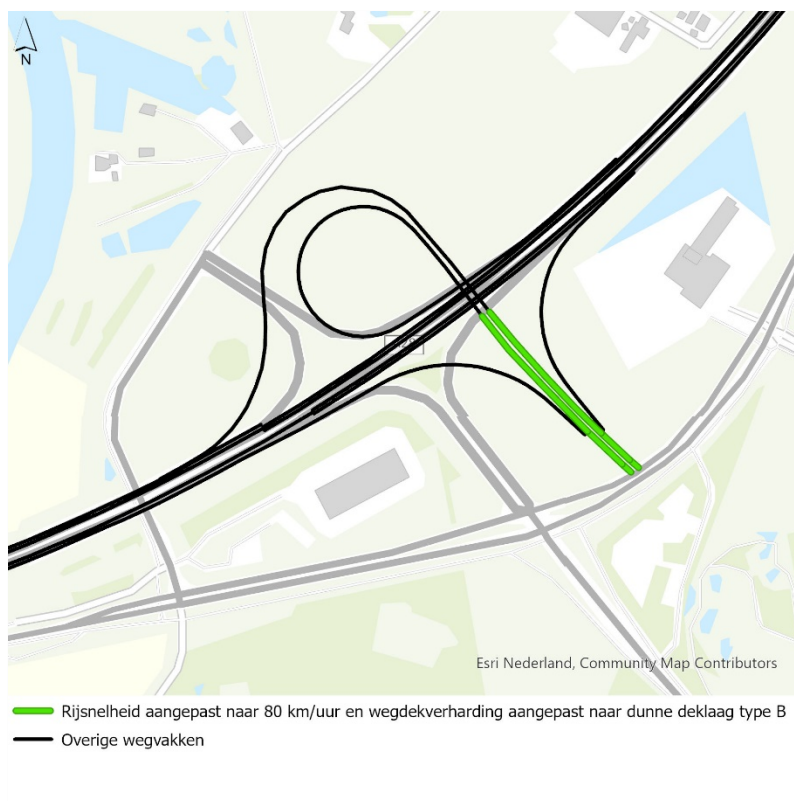 N
Esri Nederland, Community Map Contributors
Rijsnelheid aangepast naar 80 km/uur en wegdekverharding aangepast naar dunne deklaag type B
Overige wegvakken